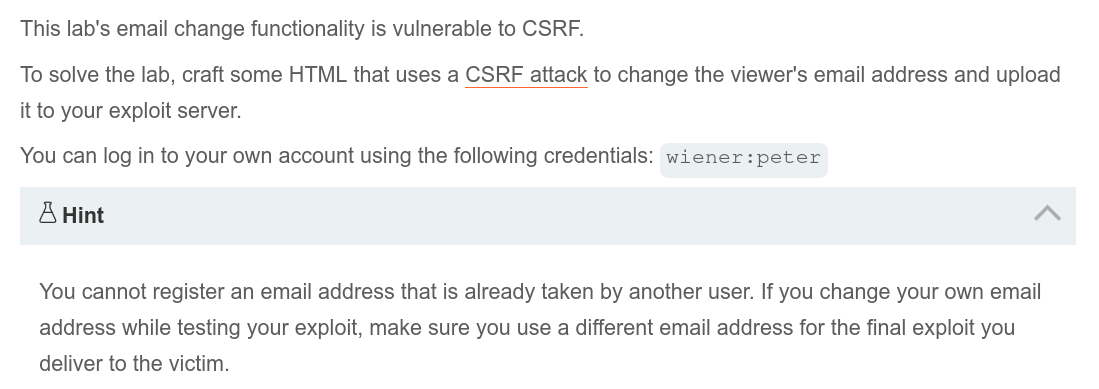 This lab's email change functionality is vulnerable to CSRF.
To solve the lab, craft some HTML that uses a CSRF attack to change the viewer's email address and upload
it to your exploit server.
You can log in to your own account using the following credentials: wiener:peter
Hint
You cannot register an email address that is already taken by another user. If you change your own email
address while testing your exploit, make sure you use a different email address for the final exploit you
deliver to the victim.